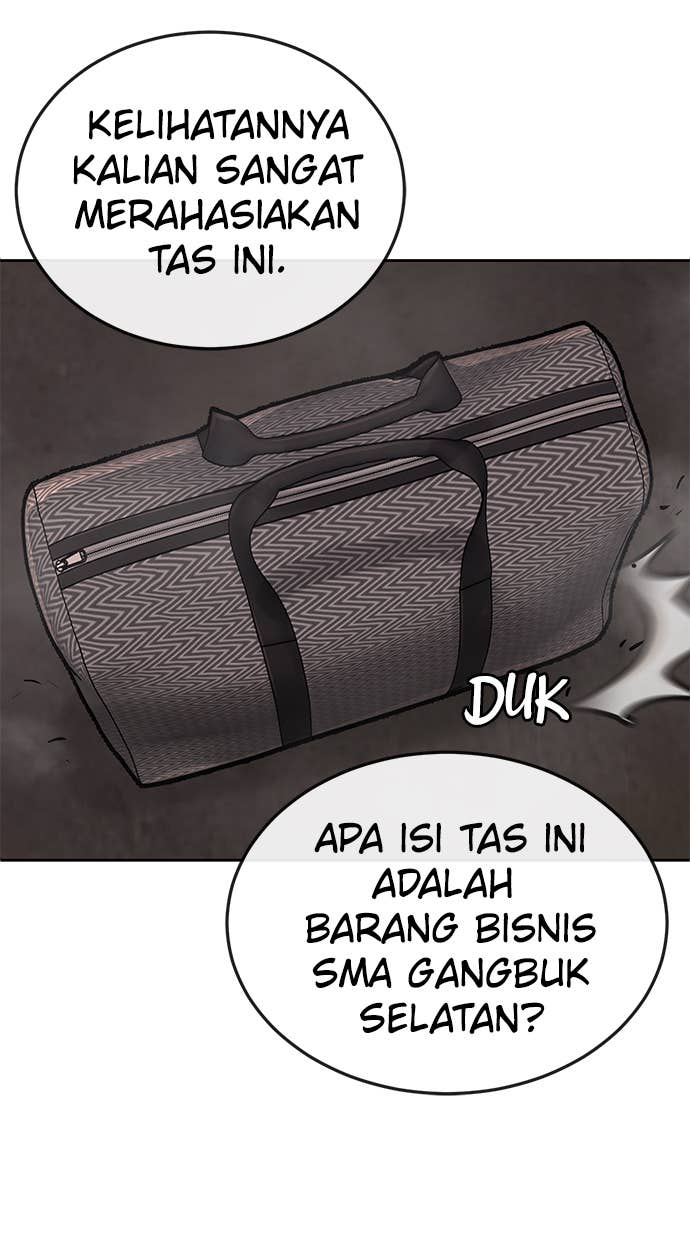 KELIHATANNYA
KALIAN SANGAT
MERAHASIAKAN
TAS INI.
DUK
APA ISI TAS INI
ADALAH
BARANG BISNIS
SMA GANGBUK
SELATAN?